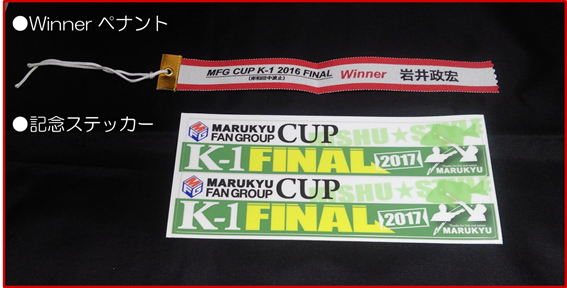 ●Winner ペナント
MFG CUP K-1 2016 FINAL Winner 岩井政宏
●記念ステッカー
MARUKYU
FAN GROUP CUP
K-1 FINAL 2017
MARUKYU
MARUKYU
FAN GROUP CUP
K-1 FINAL 2017
MARUKYU